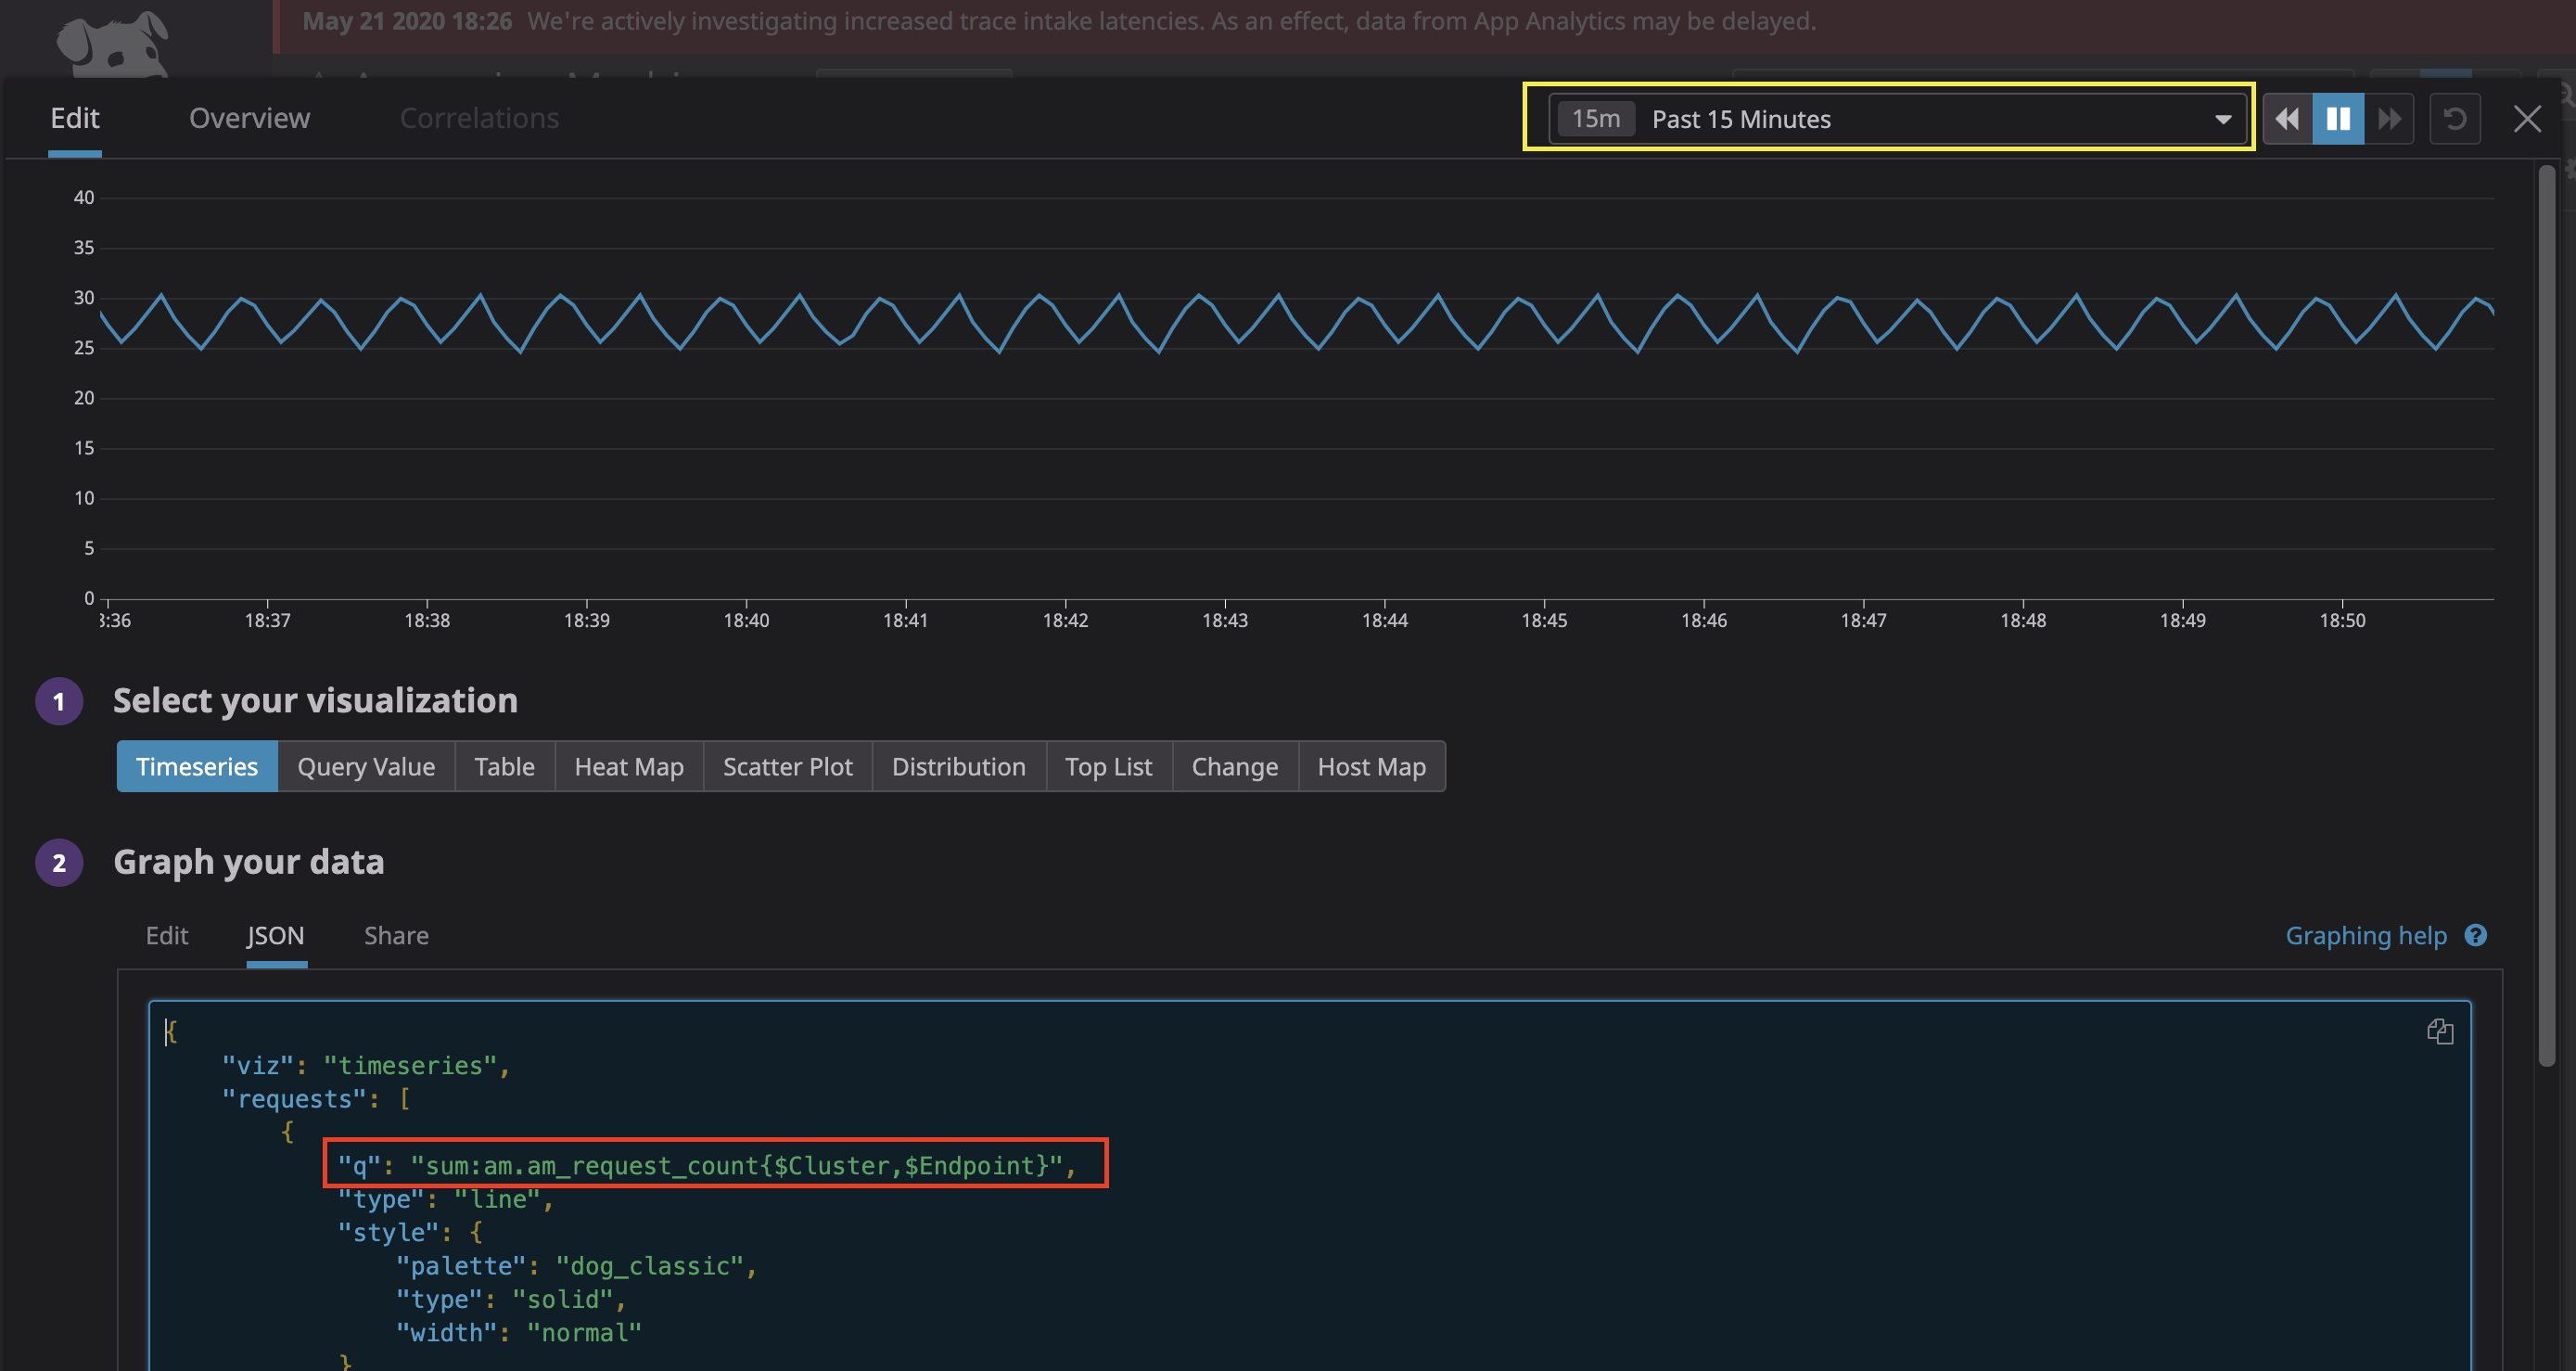 May 21 2020 18:26 We're actively investigating increased trace intake latencies. As an effect, data from App Analytics may be delayed.
Edit Overview Correlations 15m Past 15 Minutes
40
35
30
25
20
15
10
5
0
18:37 18:38 18:39 18:40 18:41 18:42 18:43 18:44 18:45 18:46 18:47 18:48 18:49 18:50
1 Select your visualization
Timeseries Query Value Table Heat Map Scatter Plot Distribution Top List Change Host Map
2 Graph your data
Edit JSON Share Graphing help ?
{
"viz": "timeseries",
"requests": [
{
"q": "sum:am.am_request_count{$Cluster,$Endpoint}",
"type": "line",
"style": {
"palette": "dog_classic",
"type": "solid",
"width": "normal"
}